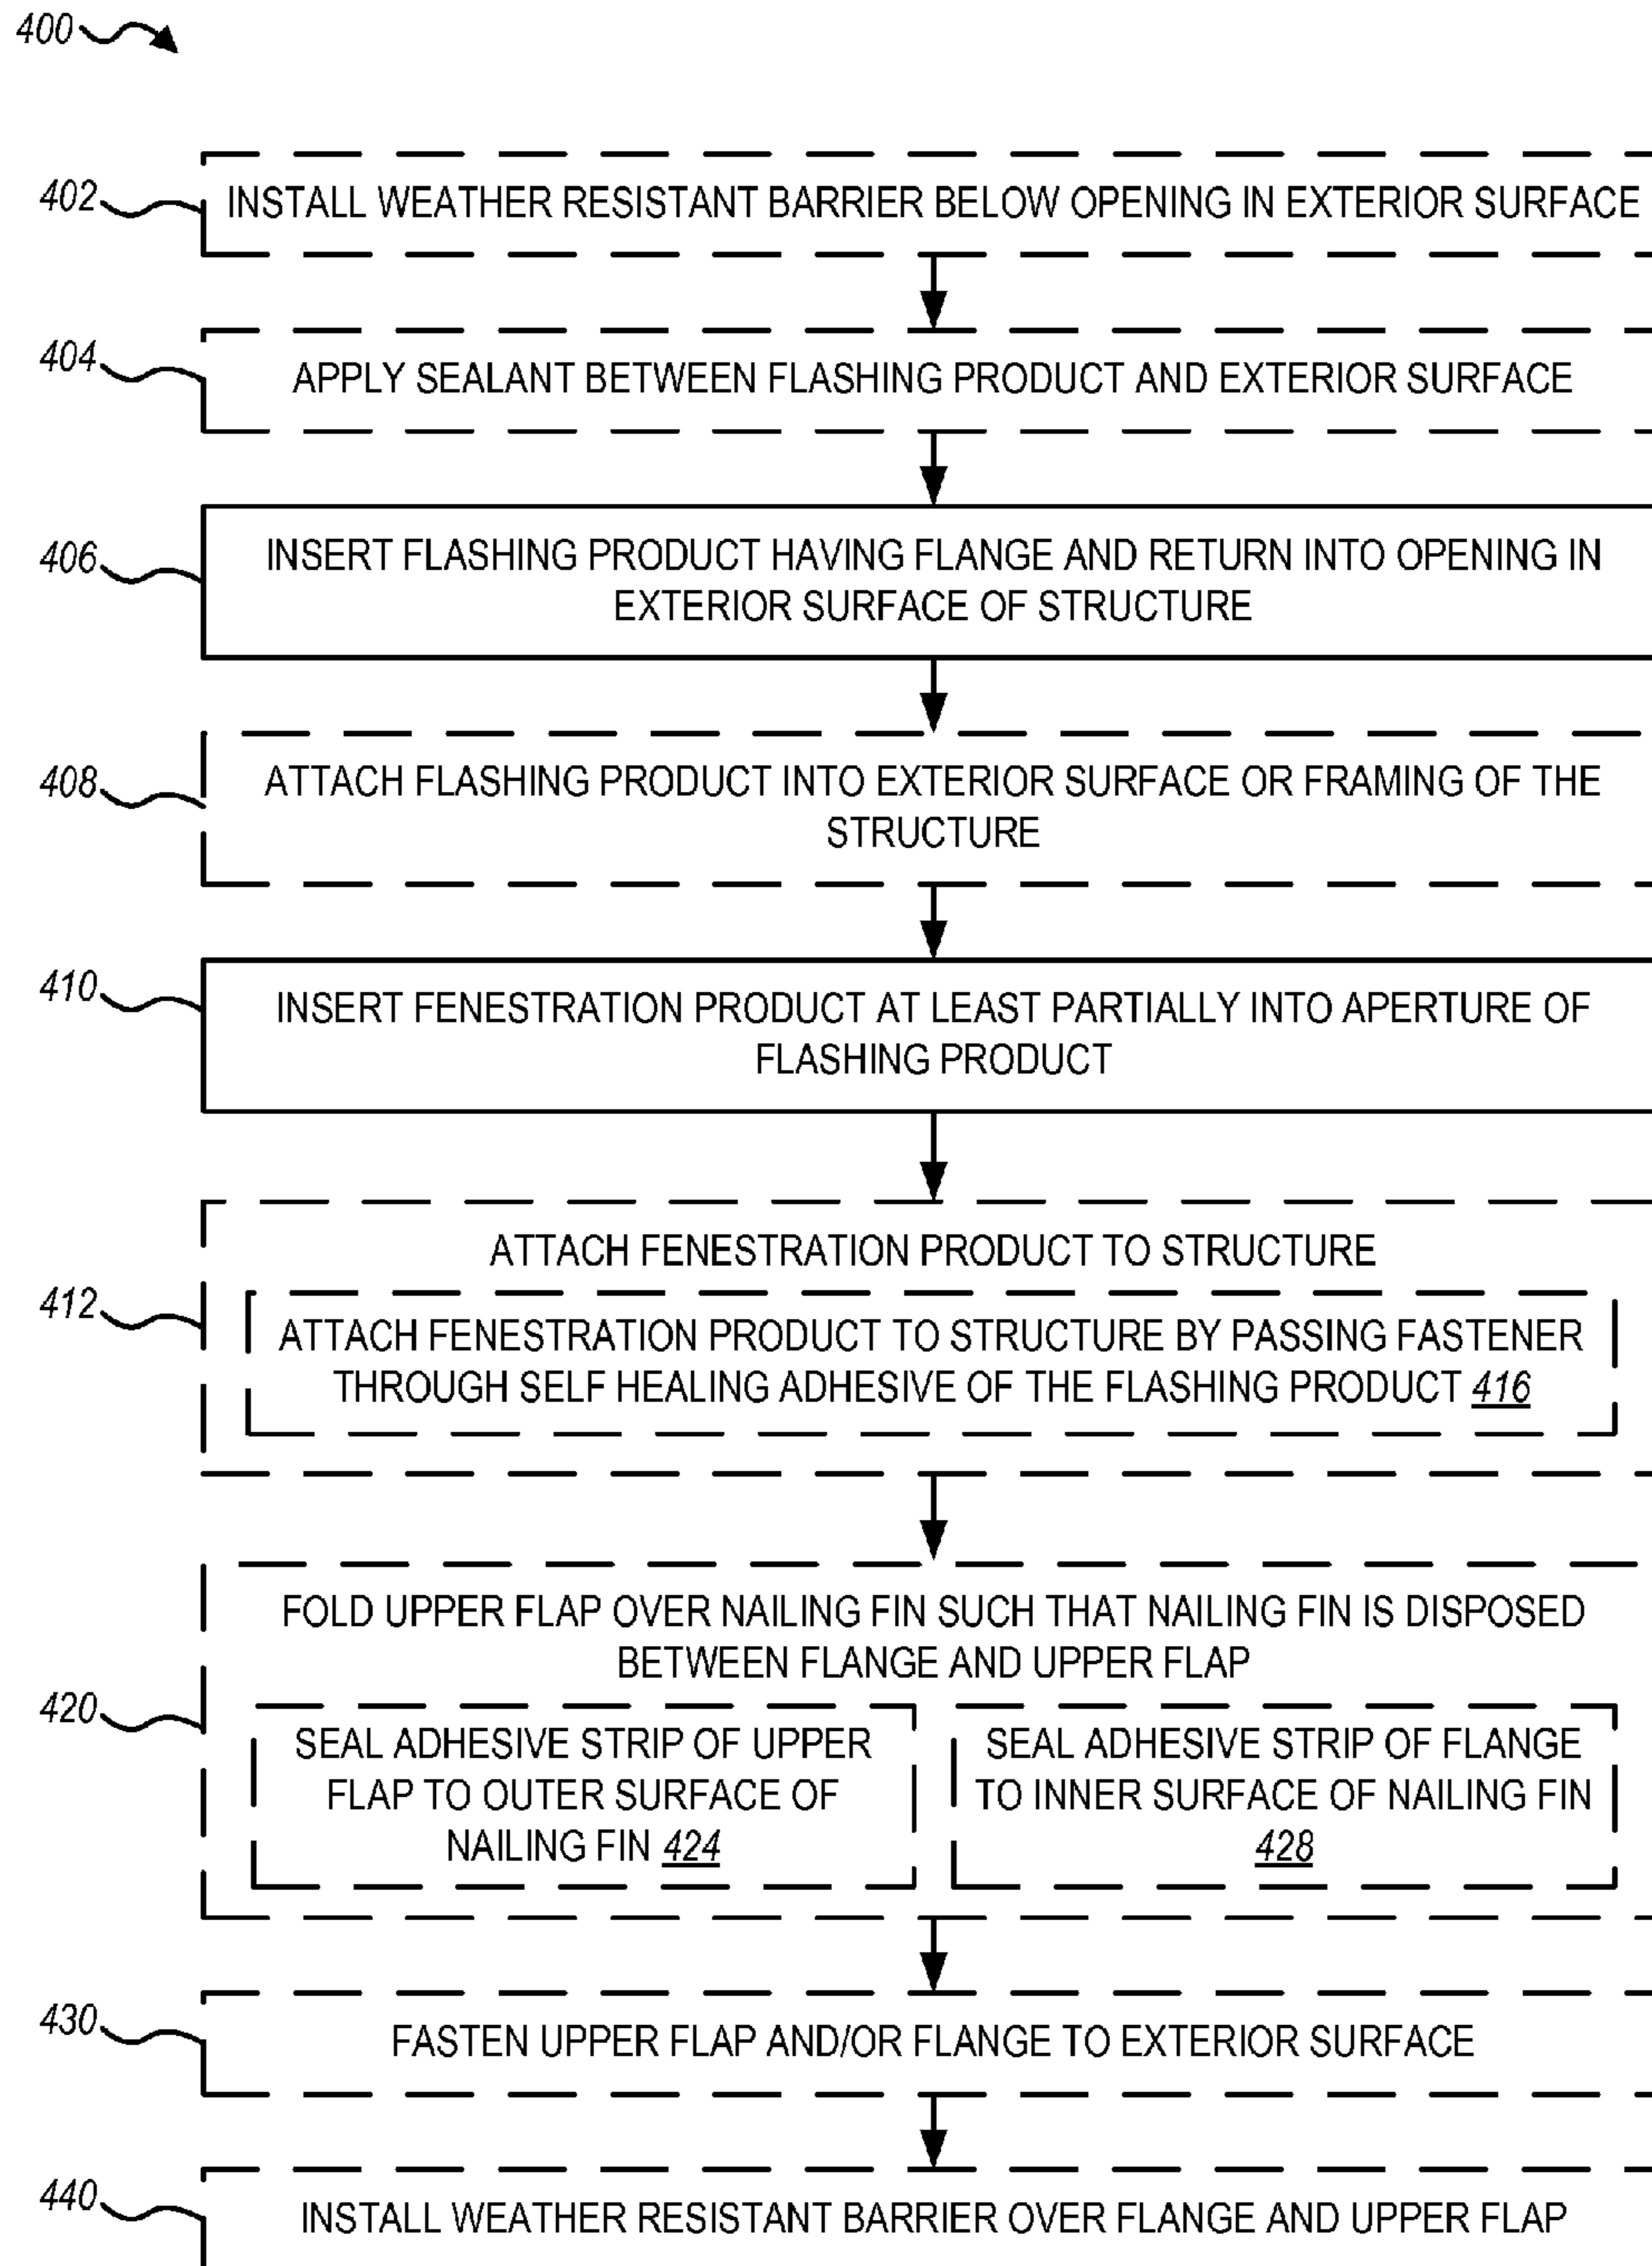 400
402
INSTALL WEATHER RESISTANT BARRIER BELOW OPENING IN EXTERIOR SURFACE
404
APPLY SEALANT BETWEEN FLASHING PRODUCT AND EXTERIOR SURFACE
406
INSERT FLASHING PRODUCT HAVING FLANGE AND RETURN INTO OPENING IN
EXTERIOR SURFACE OF STRUCTURE
408
ATTACH FLASHING PRODUCT INTO EXTERIOR SURFACE OR FRAMING OF THE
STRUCTURE
410
INSERT FENESTRATION PRODUCT AT LEAST PARTIALLY INTO APERTURE OF
FLASHING PRODUCT
412
ATTACH FENESTRATION PRODUCT TO STRUCTURE
ATTACH FENESTRATION PRODUCT TO STRUCTURE BY PASSING FASTENER
THROUGH SELF HEALING ADHESIVE OF THE FLASHING PRODUCT 416
420
FOLD UPPER FLAP OVER NAILING FIN SUCH THAT NAILING FIN IS DISPOSED
BETWEEN FLANGE AND UPPER FLAP
SEAL ADHESIVE STRIP OF UPPER
FLAP TO OUTER SURFACE OF
NAILING FIN 424
SEAL ADHESIVE STRIP OF FLANGE
TO INNER SURFACE OF NAILING FIN
428
430
FASTEN UPPER FLAP AND/OR FLANGE TO EXTERIOR SURFACE
440
INSTALL WEATHER RESISTANT BARRIER OVER FLANGE AND UPPER FLAP